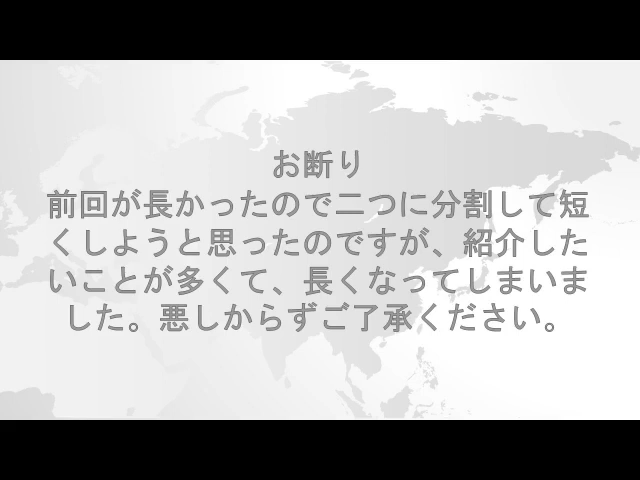 お断り
前回が長かったので二つに分割して短
くしようと思ったのですが、紹介した
いことが多くて、長くなってしまいま
した。悪しからずご了承ください。